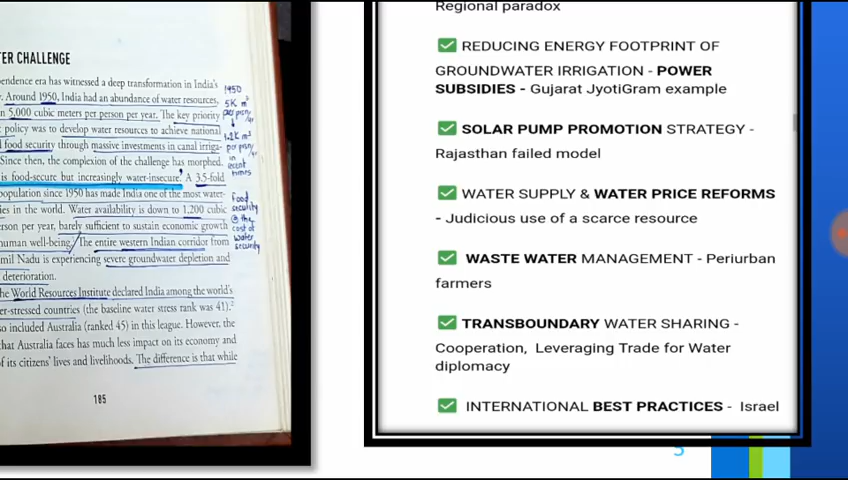 TER CHALLENGE
pendence era has witnessed a deep transformation in India's
y. Around 1950, India had an abundance of water resources,
n 5,000 cubic meters per person per year. The key priority
policy was to develop water resources to achieve national
d food security through massive investments in canal irriga-
Since then, the complexion of the challenge has morphed.
is food-secure but increasingly water-insecure. A 3.5-fold
population since 1950 has made India one of the most water-
ies in the world. Water availability is down to 1,200 cubic
erson per year, barely sufficient to sustain economic growth
human well-being. The entire western Indian corridor from
mil Nadu is experiencing severe groundwater depletion and
deterioration.
he World Resources Institute declared India among the world's
er-stressed countries (the baseline water stress rank was 41).
so included Australia (ranked 45) in this league. However, the
hat Australia faces has much less impact on its economy and
of its citizens' lives and livelihoods. The difference is that while
185
1950
5K m³
per person
/yr
1.2K m³
per person
/yr
in
recent
times
food
security
@ the
cost of
water
security
Regional paradox
✅ REDUCING ENERGY FOOTPRINT OF
GROUNDWATER IRRIGATION - POWER
SUBSIDIES - Gujarat JyotiGram example
✅ SOLAR PUMP PROMOTION STRATEGY -
Rajasthan failed model
✅ WATER SUPPLY & WATER PRICE REFORMS
- Judicious use of a scarce resource
✅ WASTE WATER MANAGEMENT - Periurban
farmers
✅ TRANSBOUNDARY WATER SHARING -
Cooperation, Leveraging Trade for Water
diplomacy
✅ INTERNATIONAL BEST PRACTICES - Israel
5